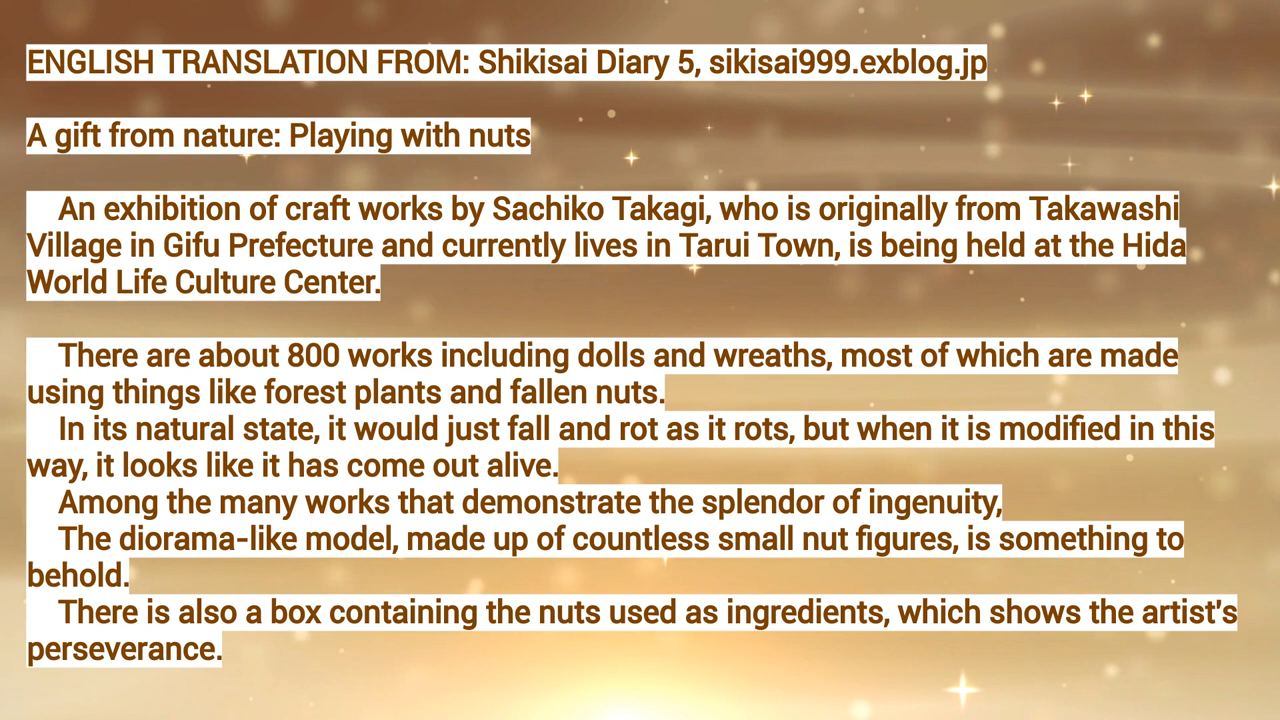 ENGLISH TRANSLATION FROM: Shikisai Diary 5, sikisai999.exblog.jp
A gift from nature: Playing with nuts
An exhibition of craft works by Sachiko Takagi, who is originally from Takawashi
Village in Gifu Prefecture and currently lives in Tarui Town, is being held at the Hida
World Life Culture Center.
There are about 800 works including dolls and wreaths, most of which are made
using things like forest plants and fallen nuts.
In its natural state, it would just fall and rot as it rots, but when it is modified in this
way, it looks like it has come out alive.
Among the many works that demonstrate the splendor of ingenuity,
The diorama-like model, made up of countless small nut figures, is something to
behold.
There is also a box containing the nuts used as ingredients, which shows the artist's
perseverance.